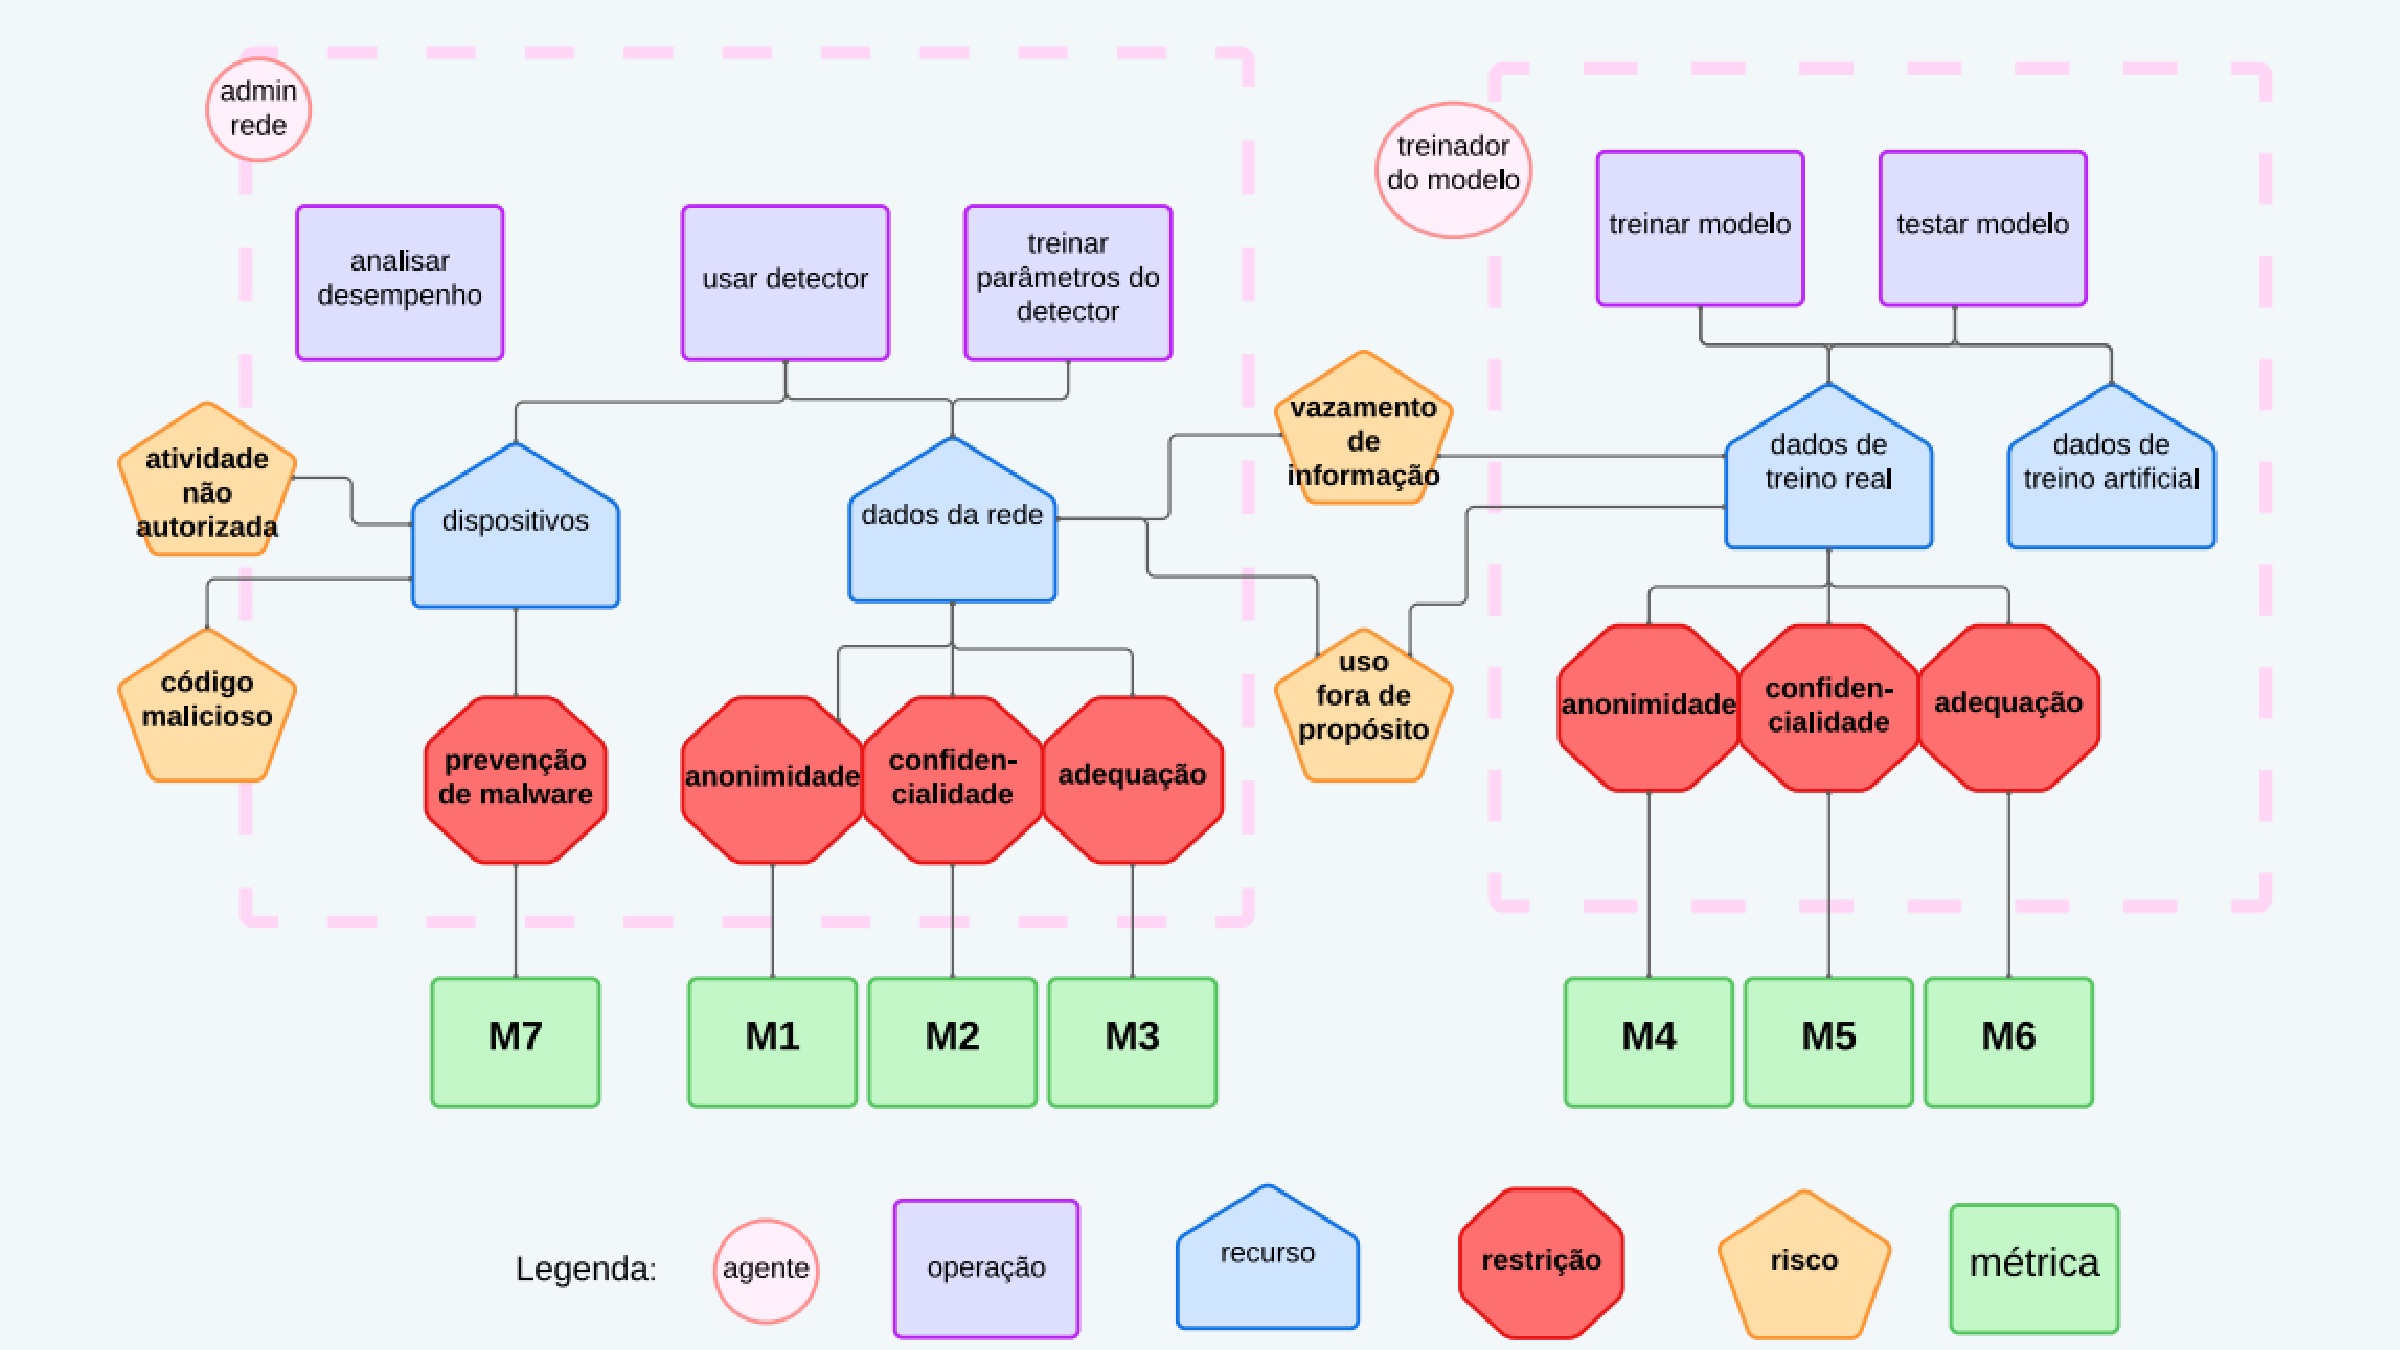 admin
rede
analisar
desempenho
usar detector
treinar
parâmetros do
detector
atividade
não
autorizada
dispositivos
dados da rede
código
malicioso
prevenção
de malware
anonimidade
confiden-
cialidade
adequação
M7
M1
M2
M3
vazamento
de
informação
uso
fora de
propósito
treinador
do modelo
treinar modelo
testar modelo
dados de
treino real
dados de
treino artificial
anonimidade
confiden-
cialidade
adequação
M4
M5
M6
Legenda:
agente
operação
recurso
restrição
risco
métrica